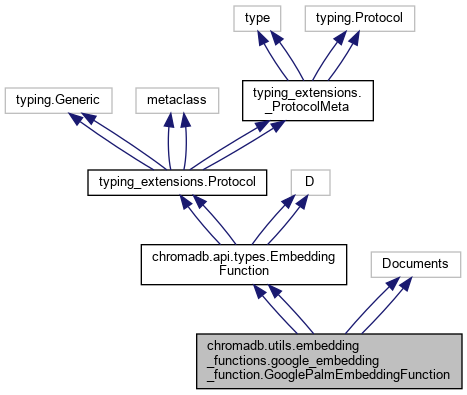 type
typing.Protocol
typing_extensions.
_ProtocolMeta
typing.Generic
metaclass
typing_extensions.Protocol
D
chromadb.api.types.Embedding
Function
Documents
chromadb.utils.embedding
_functions.google_embedding
_function.GooglePalmEmbeddingFunction